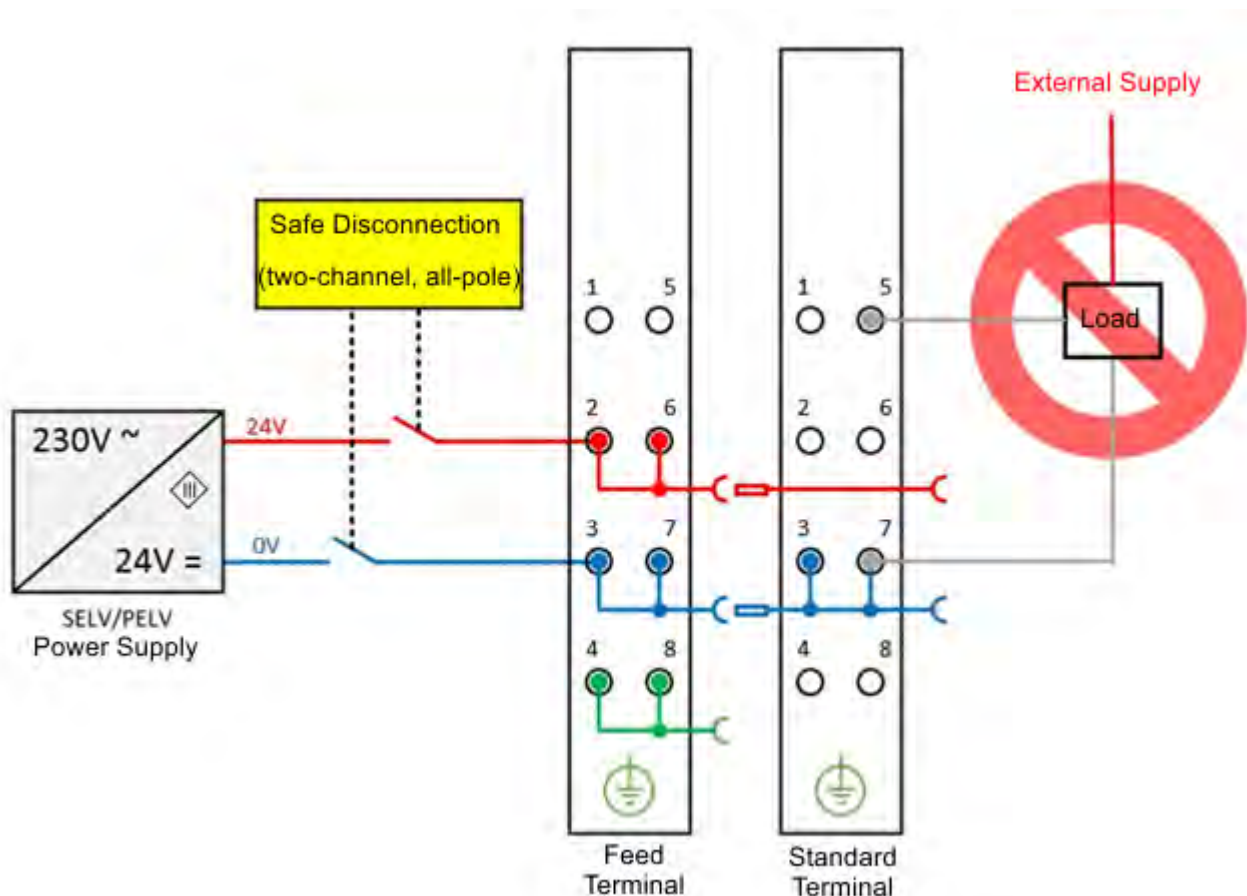 External Supply
Safe Disconnection
(two-channel, all-pole)
1 5
1 5
Load
230V ~
24V
2 6
2 6
III
24V =
0V
3 7
3 7
SELV/PELV
Power Supply
4 8
4 8
Feed
Terminal
Standard
Terminal